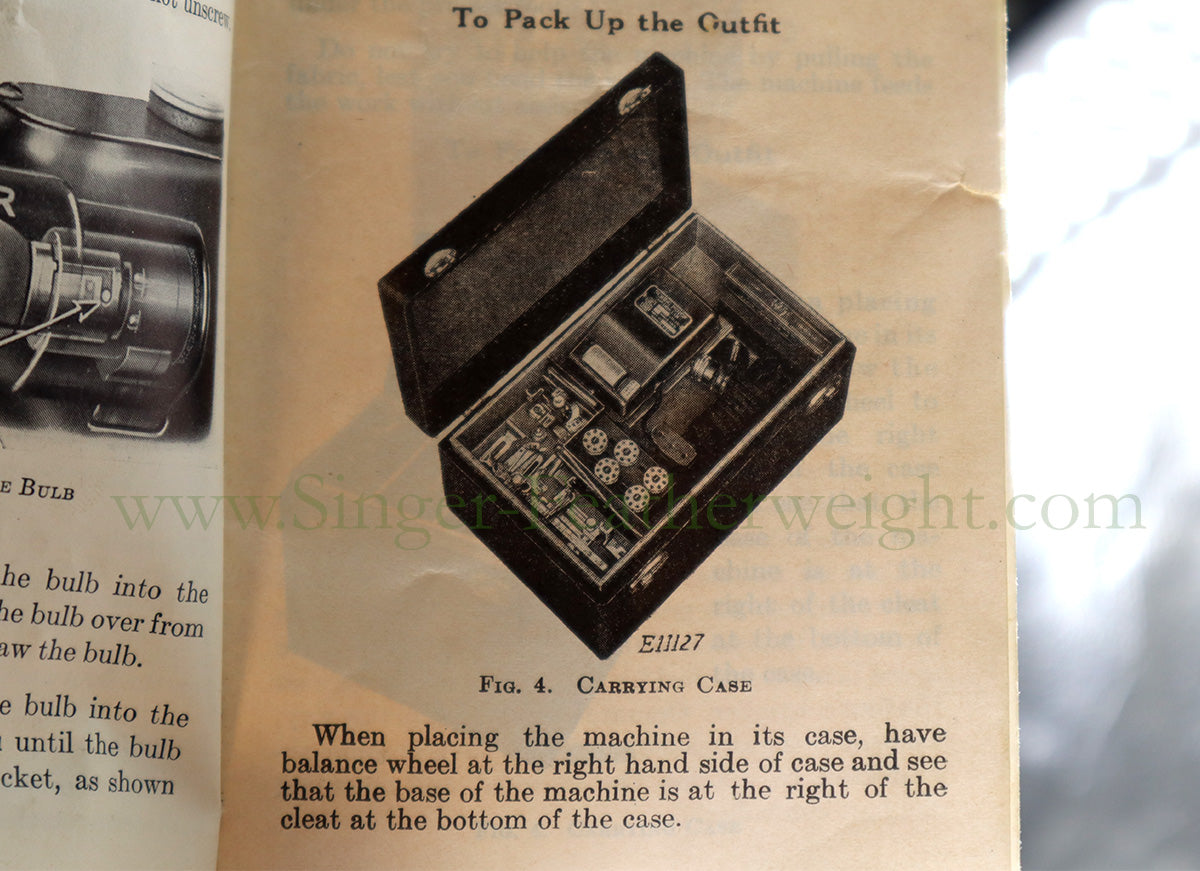 not unscrew.
R
E BULB
he bulb into the
he bulb over from
aw the bulb.
e bulb into the
until the bulb
cket, as shown
To Pack Up the Outfit
www.Singer-Featherweight.com
E11127
FIG. 4. CARRYING CASE
When placing the machine in its case, have
balance wheel at the right hand side of case and see
that the base of the machine is at the right of the
cleat at the bottom of the case.